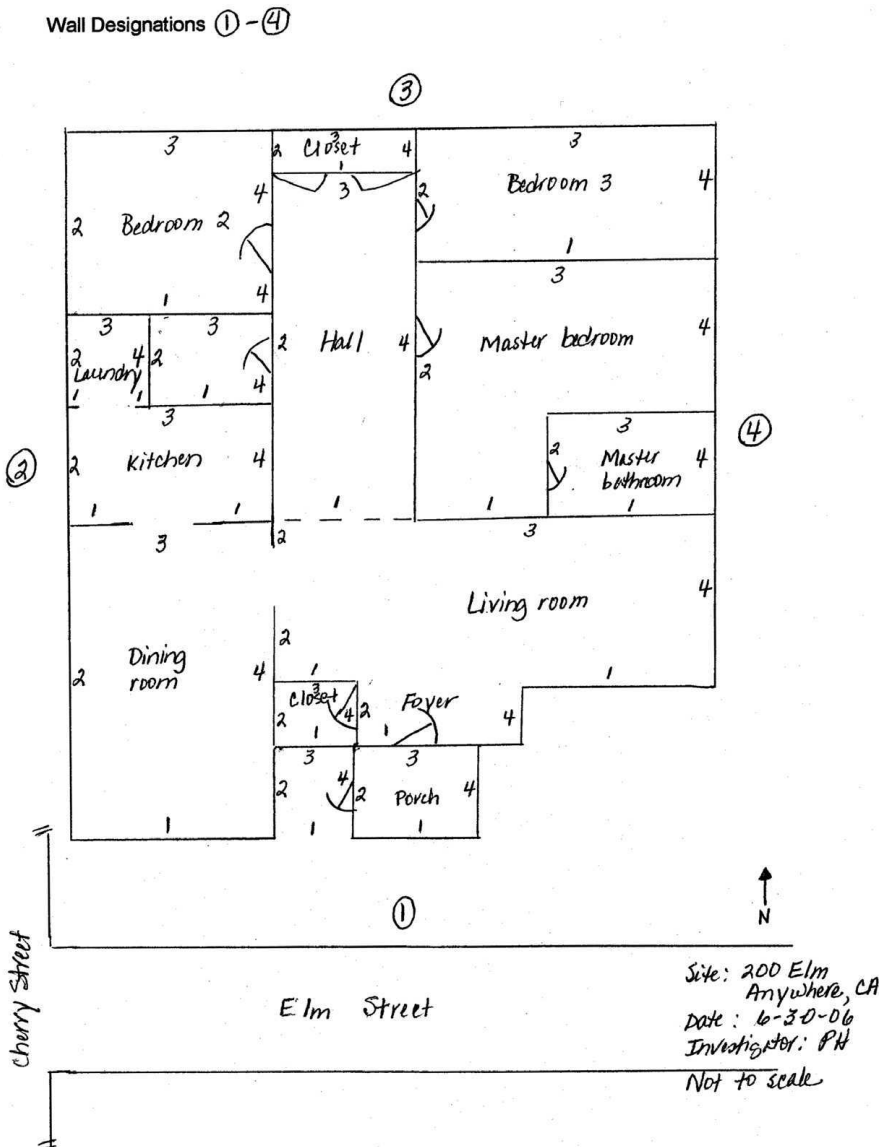 Wall Designations ① – ④
③
3
2 Closet 3 4
1
3
3
2 Bedroom 2 4
4
1
3
2 Bedroom 3 4
1
3
2 Laundry 4
1 1
3
2 4
1
2 Hall 4
1
3
Master bedroom 4
2
1
3
2 Master bathroom 4
1
②
④
3
2 Kitchen 4
1 1
3
2 Dining room 4
1
2
3
Living room 4
2
1
1
3
Closet
2 4
1
2 Foyer 4
1
3
2 4
1
3
2 Porch 4
1
①
N
Cherry Street
Elm Street
Site: 200 Elm
Anywhere, CA
Date: 6-30-06
Investigator: PH
Not to scale